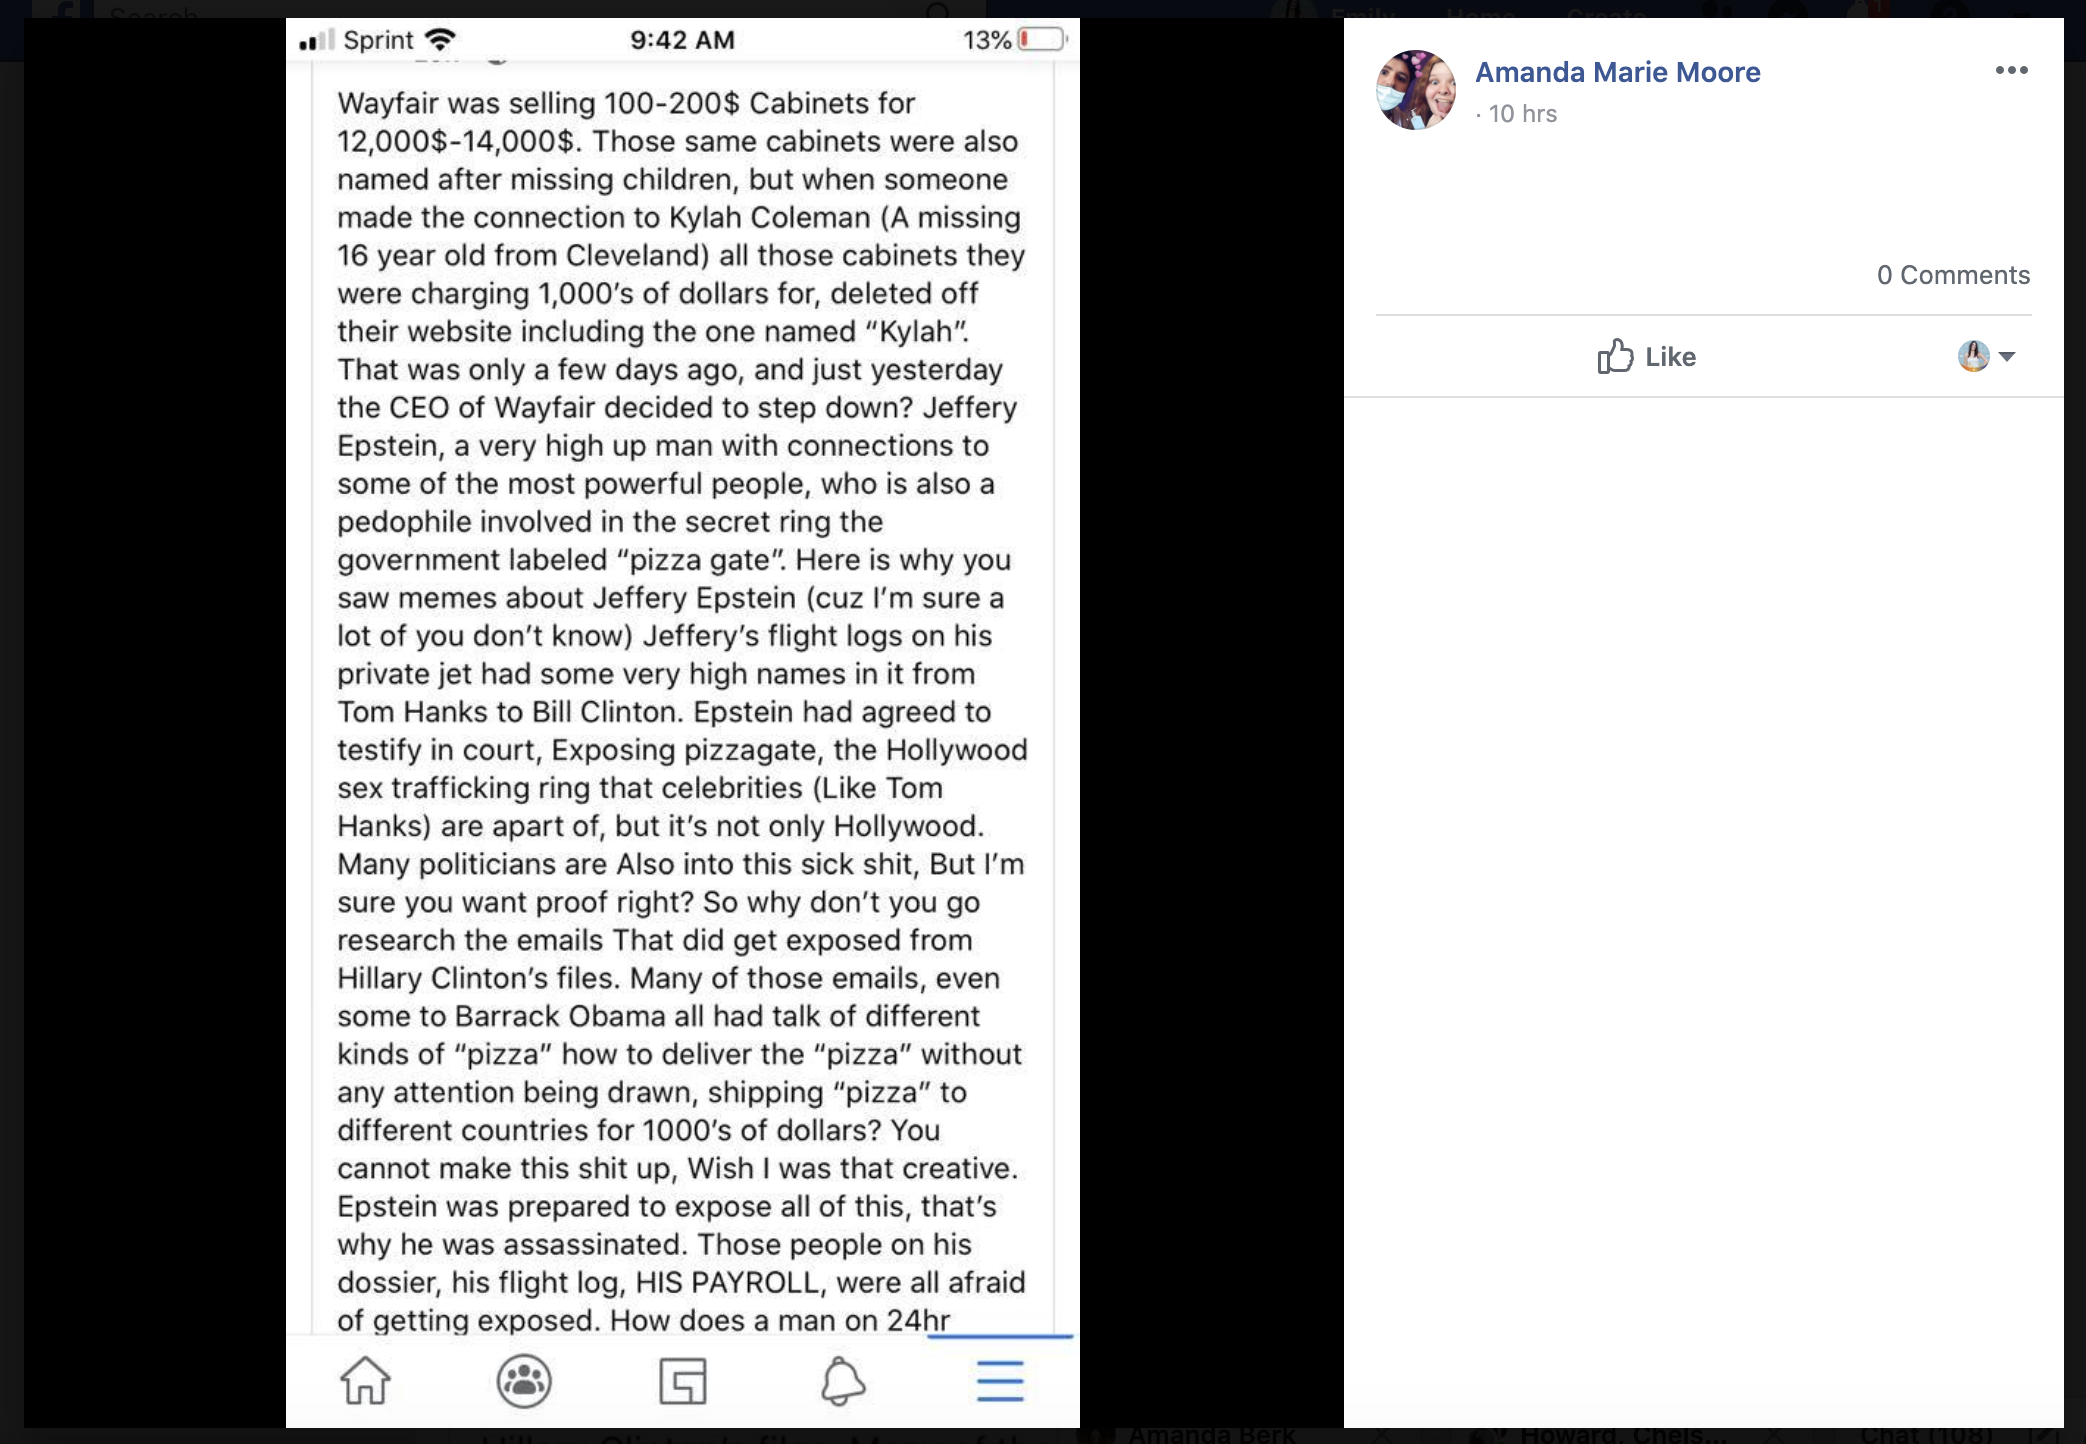 Search
Emily Home Create
1
Sprint 9:42 AM 13%
Wayfair was selling 100-200$ Cabinets for
12,000$-14,000$. Those same cabinets were also
named after missing children, but when someone
made the connection to Kylah Coleman (A missing
16 year old from Cleveland) all those cabinets they
were charging 1,000’s of dollars for, deleted off
their website including the one named “Kylah”.
That was only a few days ago, and just yesterday
the CEO of Wayfair decided to step down? Jeffery
Epstein, a very high up man with connections to
some of the most powerful people, who is also a
pedophile involved in the secret ring the
government labeled “pizza gate”. Here is why you
saw memes about Jeffery Epstein (cuz I’m sure a
lot of you don’t know) Jeffery’s flight logs on his
private jet had some very high names in it from
Tom Hanks to Bill Clinton. Epstein had agreed to
testify in court, Exposing pizzagate, the Hollywood
sex trafficking ring that celebrities (Like Tom
Hanks) are apart of, but it’s not only Hollywood.
Many politicians are Also into this sick shit, But I’m
sure you want proof right? So why don’t you go
research the emails That did get exposed from
Hillary Clinton’s files. Many of those emails, even
some to Barrack Obama all had talk of different
kinds of “pizza” how to deliver the “pizza” without
any attention being drawn, shipping “pizza” to
different countries for 1000’s of dollars? You
cannot make this shit up, Wish I was that creative.
Epstein was prepared to expose all of this, that’s
why he was assassinated. Those people on his
dossier, his flight log, HIS PAYROLL, were all afraid
of getting exposed. How does a man on 24hr
Amanda Marie Moore
· 10 hrs
0 Comments
Like
Amanda Berk
Howard, Chels...
Chat (108)